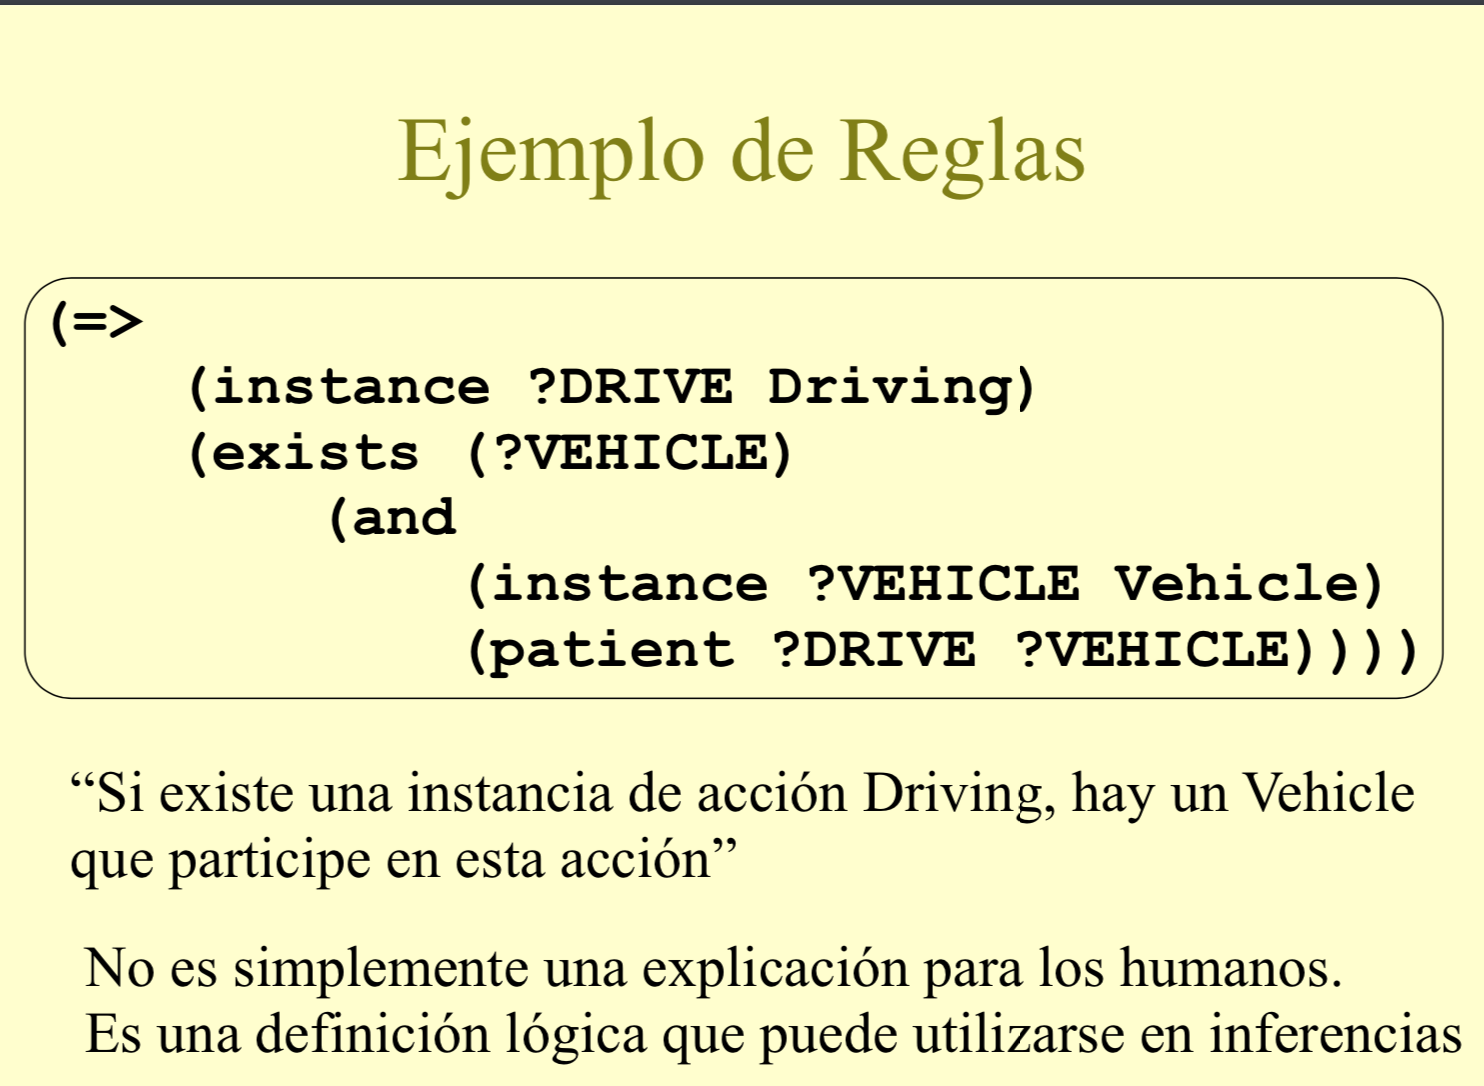 Ejemplo de Reglas
(=>
(instance ?DRIVE Driving)
(exists (?VEHICLE)
(and
(instance ?VEHICLE Vehicle)
(patient ?DRIVE ?VEHICLE))))
“Si existe una instancia de acción Driving, hay un Vehicle
que participe en esta acción”
No es simplemente una explicación para los humanos.
Es una definición lógica que puede utilizarse en inferencias